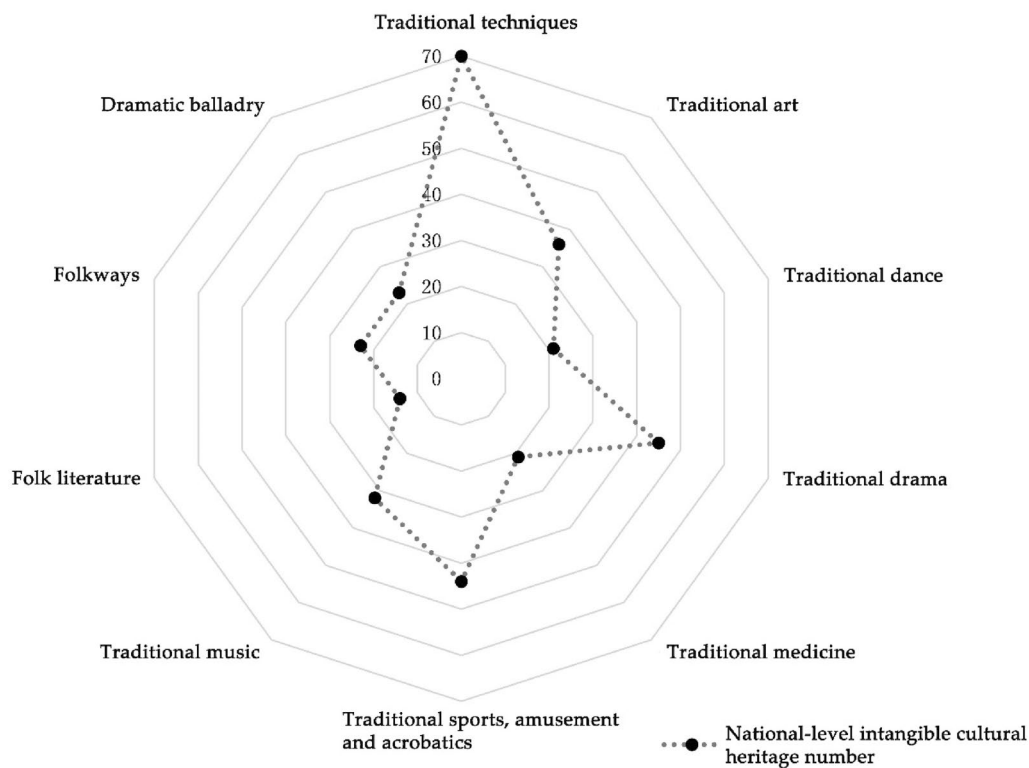 Traditional techniques
70
Dramatic balladry
Traditional art
60
50
40
Folkways
30
Traditional dance
20
10
0
Folk literature
Traditional drama
Traditional music
Traditional medicine
Traditional sports, amusement
and acrobatics
National-level intangible cultural
heritage number